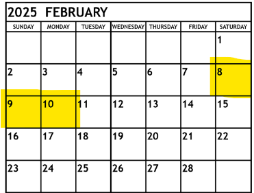 2025 FEBRUARY
SUNDAY MONDAY TUESDAY WEDNESDAY THURSDAY FRIDAY SATURDAY
1
2 3 4 5 6 7 8
9 10 11 12 13 14 15
16 17 18 19 20 21 22
23 24 25 26 27 28